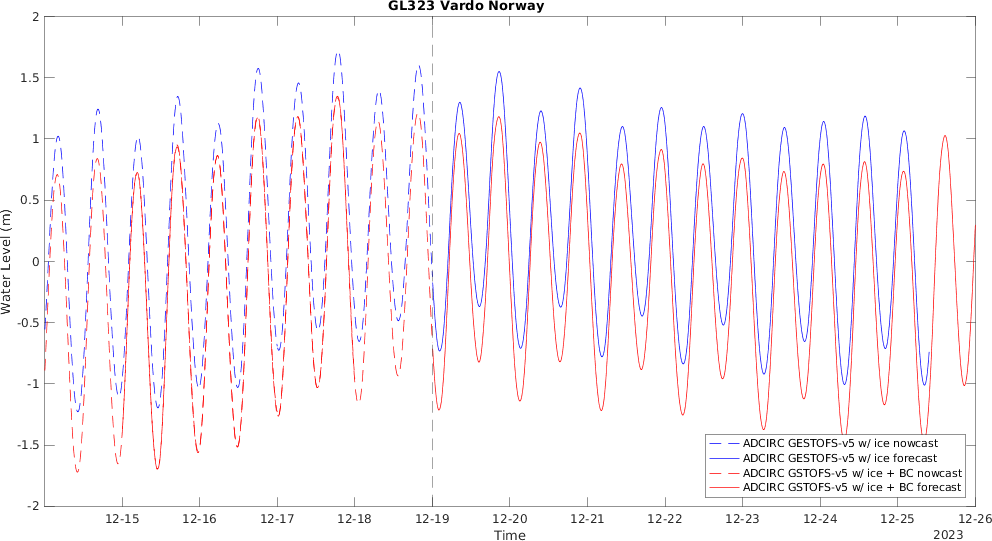 GL323 Vardo Norway
2
1.5
1
0.5
0
-0.5
-1
-1.5
-2
Water Level (m)
ADCIRC GESTOFS-v5 w/ ice nowcast
ADCIRC GESTOFS-v5 w/ ice forecast
ADCIRC GSTOFS-v5 w/ ice + BC nowcast
ADCIRC GSTOFS-v5 w/ ice + BC forecast
12-15 12-16 12-17 12-18 12-19 12-20 12-21 12-22 12-23 12-24 12-25 12-26
Time
2023